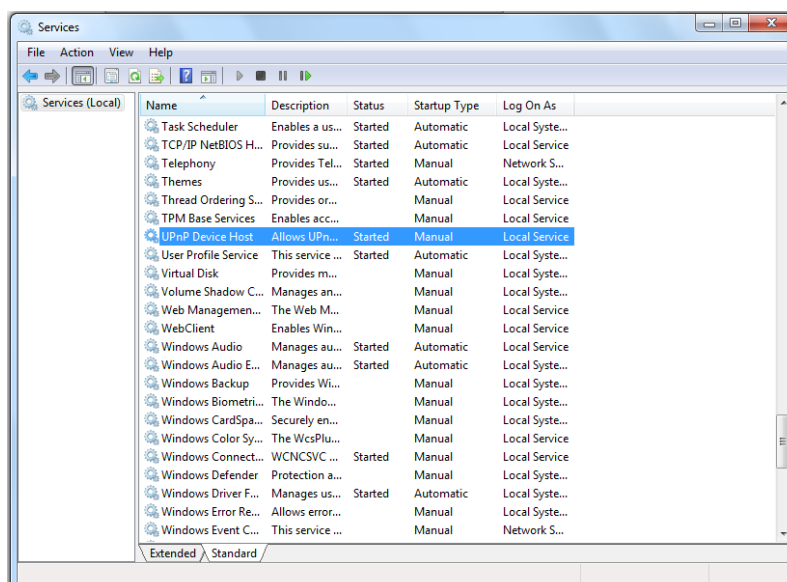 Services
File Action View Help
Services (Local)
Name Description Status Startup Type Log On As
Task Scheduler Enables a us... Started Automatic Local Syste...
TCP/IP NetBIOS H... Provides su... Started Automatic Local Service
Telephony Provides Tel... Started Manual Network S...
Themes Provides us... Started Automatic Local Syste...
Thread Ordering S... Provides or... Manual Local Service
TPM Base Services Enables acc... Manual Local Service
UPnP Device Host Allows UPn... Started Manual Local Service
User Profile Service This service ... Started Automatic Local Syste...
Virtual Disk Provides m... Manual Local Syste...
Volume Shadow C... Manages an... Manual Local Syste...
Web Managemen... The Web M... Manual Local Service
WebClient Enables Win... Manual Local Service
Windows Audio Manages au... Started Automatic Local Service
Windows Audio E... Manages au... Started Automatic Local Syste...
Windows Backup Provides Wi... Manual Local Syste...
Windows Biometri... The Windo... Manual Local Syste...
Windows CardSpa... Securely en... Manual Local Syste...
Windows Color Sy... The WcsPlu... Manual Local Service
Windows Connect... WCNCSVC ... Started Manual Local Service
Windows Defender Protection a... Manual Local Syste...
Windows Driver F... Manages us... Started Automatic Local Syste...
Windows Error Re... Allows error... Manual Local Syste...
Windows Event C... This service ... Manual Network S...
Extended Standard